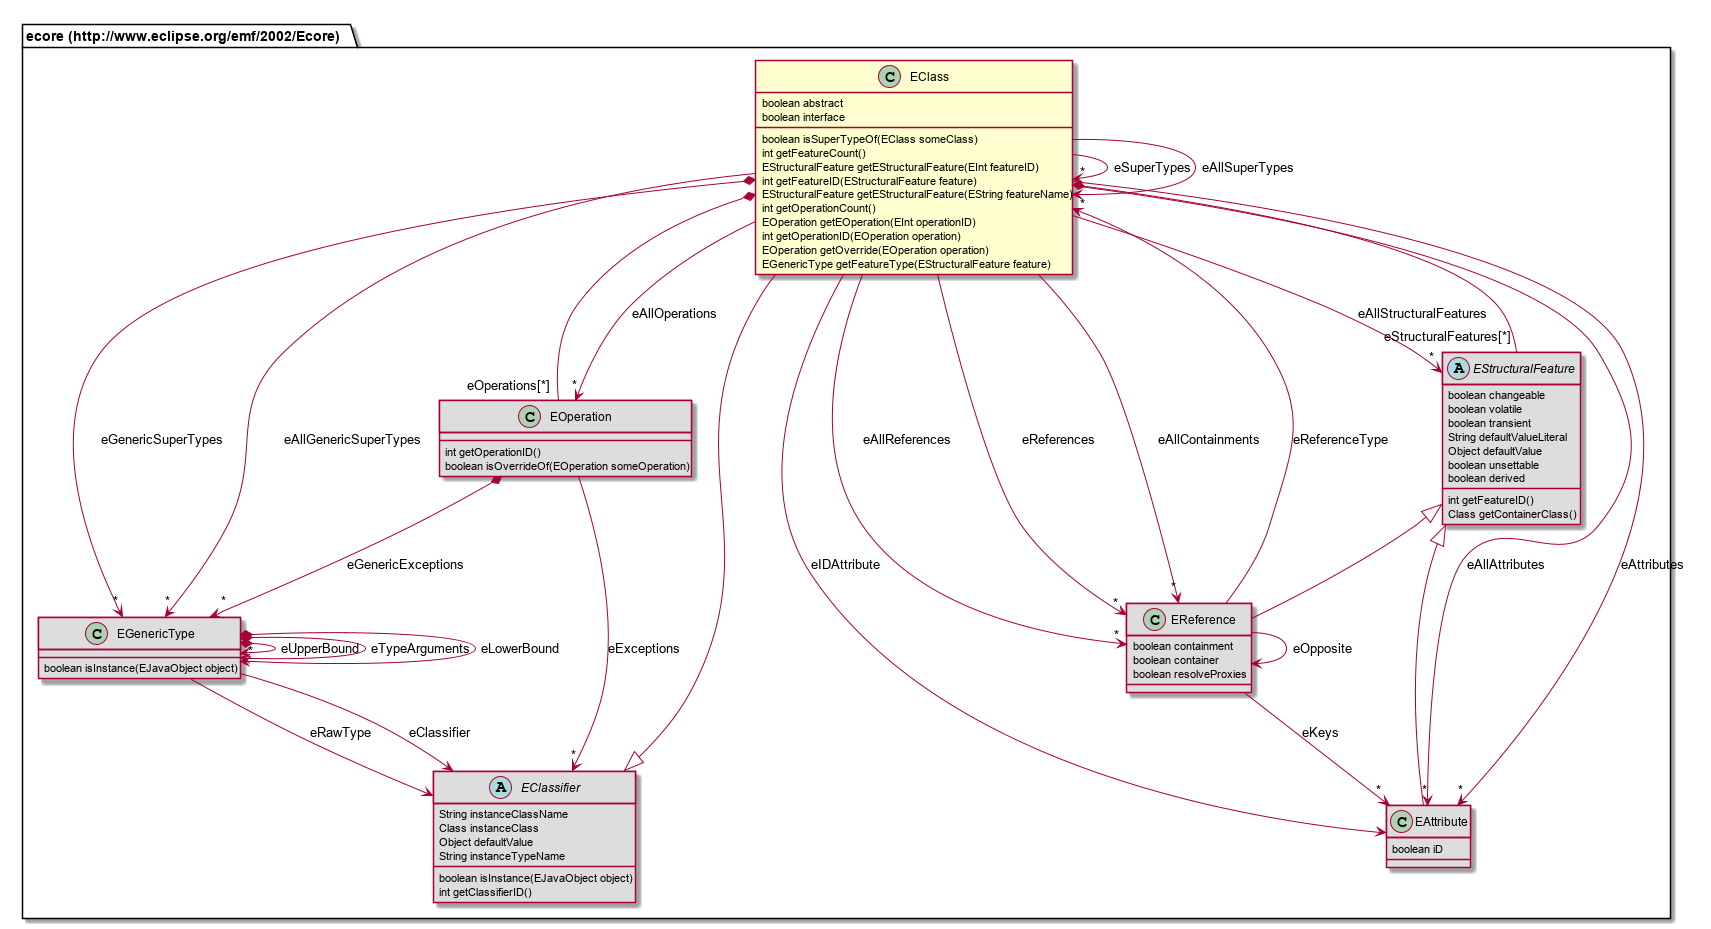 ecore (http://www.eclipse.org/emf/2002/Ecore)
C EClass
boolean abstract
boolean interface
boolean isSuperTypeOf(EClass someClass)
int getFeatureCount()
EStructuralFeature getEStructuralFeature(EInt featureID)
int getFeatureID(EStructuralFeature feature)
EStructuralFeature getEStructuralFeature(EString featureName)
int getOperationCount()
EOperation getEOperation(EInt operationID)
int getOperationID(EOperation operation)
EOperation getOverride(EOperation operation)
EGenericType getFeatureType(EStructuralFeature feature)
*
eSuperTypes
eAllSuperTypes
*
eAllOperations
eAllStructuralFeatures
eStructuralFeatures[*]
*
A EStructuralFeature
boolean changeable
boolean volatile
boolean transient
String defaultValueLiteral
Object defaultValue
boolean unsettable
boolean derived
int getFeatureID()
Class getContainerClass()
eOperations[*]
*
C EOperation
int getOperationID()
boolean isOverrideOf(EOperation someOperation)
eGenericSuperTypes
eAllGenericSuperTypes
eAllReferences
eReferences
eAllContainments
eReferenceType
eGenericExceptions
eIDAttribute
eAllAttributes
eAttributes
*
*
*
*
*
*
C EGenericType
boolean isInstance(EJavaObject object)
*
eUpperBound
eTypeArguments
eLowerBound
eExceptions
C EReference
boolean containment
boolean container
boolean resolveProxies
eOpposite
eRawType
eClassifier
eKeys
*
*
*
*
A EClassifier
String instanceClassName
Class instanceClass
Object defaultValue
String instanceTypeName
boolean isInstance(EJavaObject object)
int getClassifierID()
C EAttribute
boolean iD